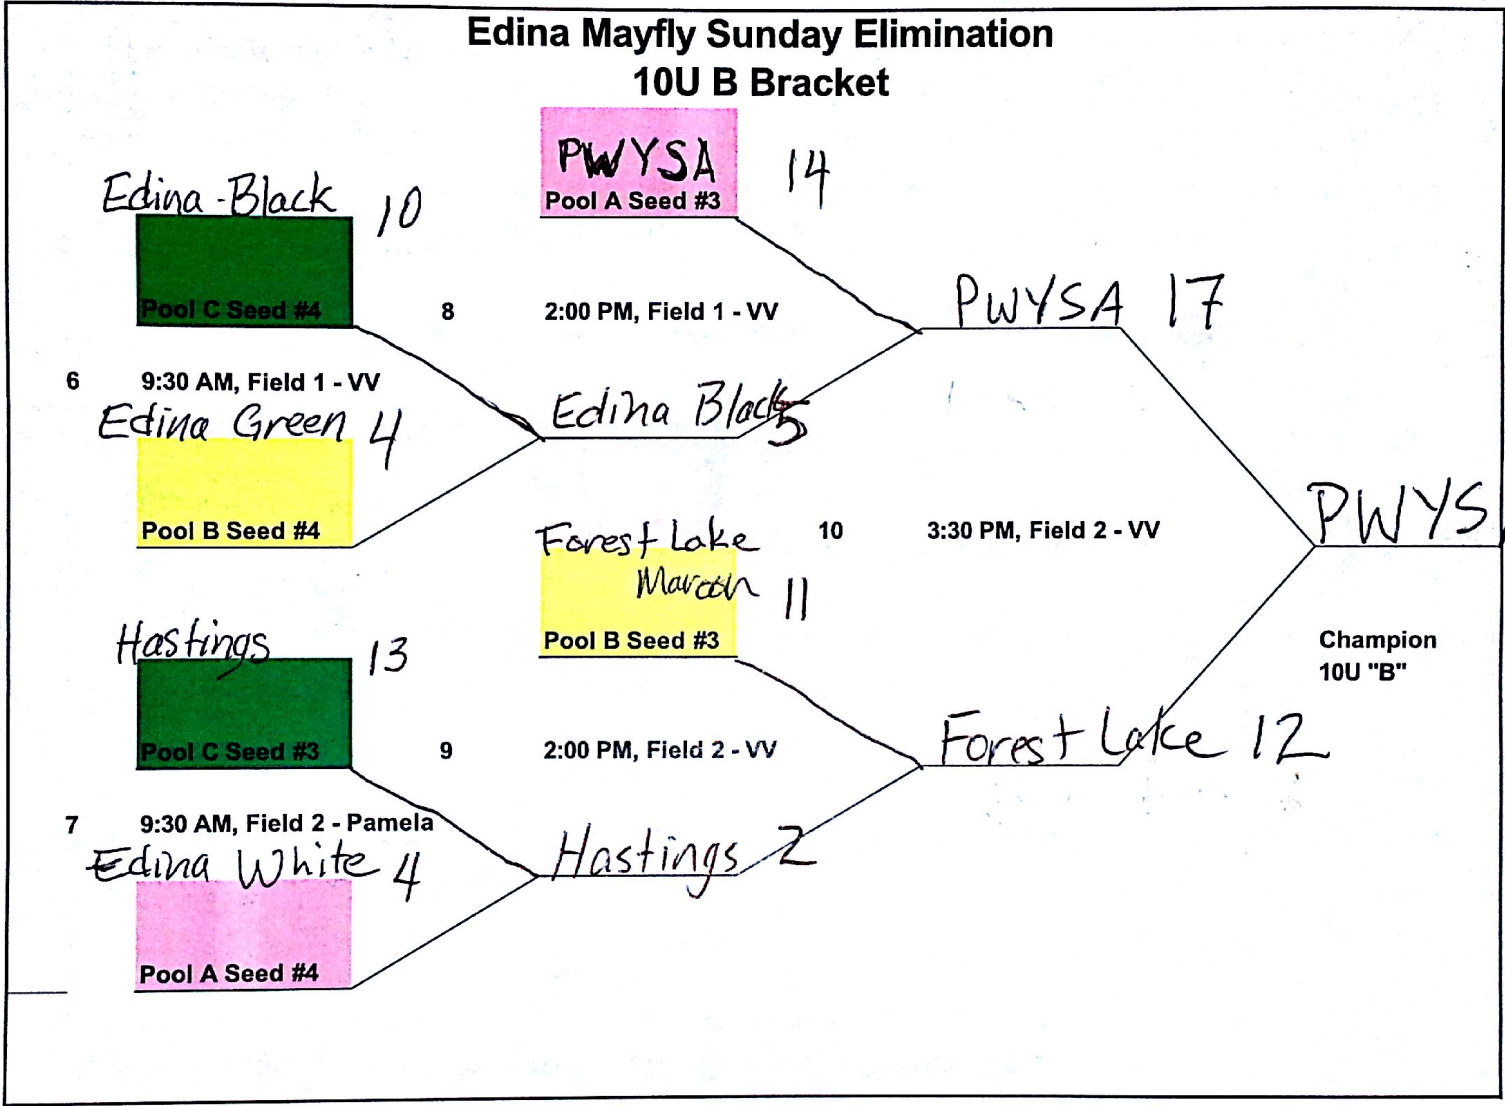 Edina Mayfly Sunday Elimination
10U B Bracket
PWYSA 14
Pool A Seed #3
Edina-Black 10
Pool C Seed #4
8 2:00 PM, Field 1 - VV
PWYSA 17
6 9:30 AM, Field 1 - VV
Edina Black 5
Edina Green 4
Pool B Seed #4
Forest Lake
Maroon 11
Pool B Seed #3
10 3:30 PM, Field 2 - VV
PWYS
Champion
10U "B"
Hastings 13
Pool C Seed #3
9 2:00 PM, Field 2 - VV
Forest Lake 12
7 9:30 AM, Field 2 - Pamela
Hastings 2
Edina White 4
Pool A Seed #4